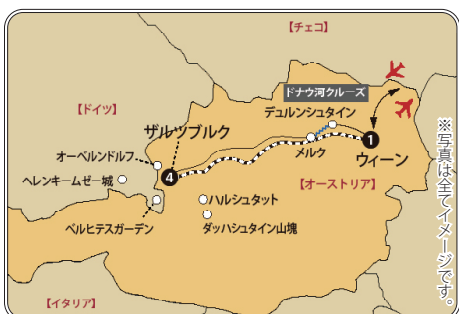 【チェコ】
ドナウ河クルーズ
【ドイツ】
デュルンシュタイン
ザルツブルク
1
オーベルンドルフ
メルク
ウィーン
ヘレンキームゼー城
4
【オーストリア】
ハルシュタット
ベルヒテスガーデン
ダッハシュタイン山塊
【イタリア】
※写真は全てイメージです。